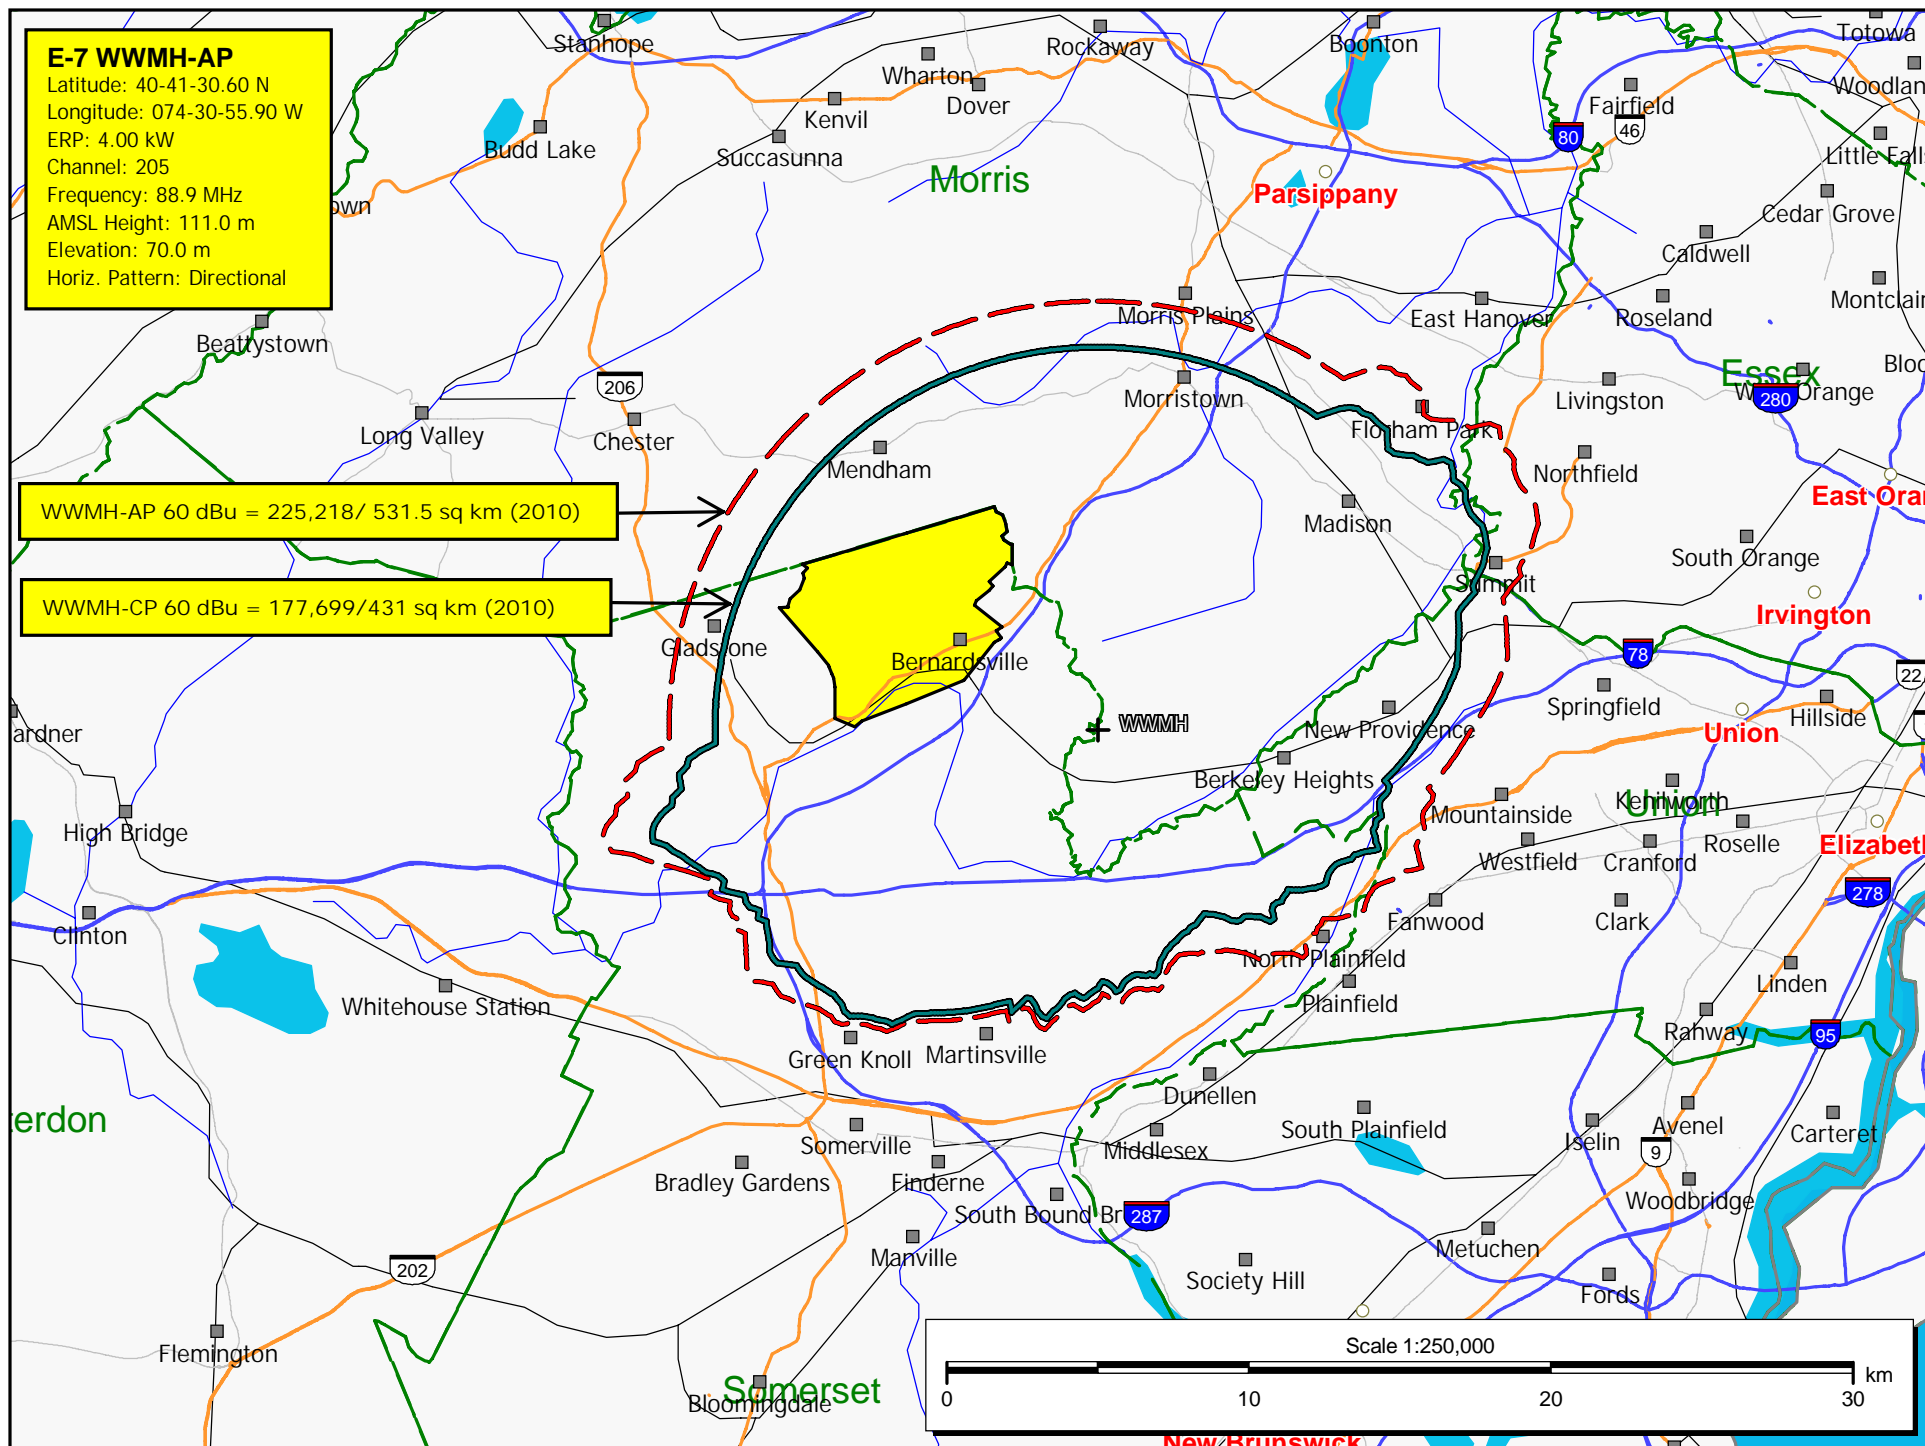 E-7 WWMH-AP
Latitude: 40-41-30.60 N
Longitude: 074-30-55.90 W
ERP: 4.00 kW
Channel: 205
Frequency: 88.9 MHz
AMSL Height: 111.0 m
Elevation: 70.0 m
Horiz. Pattern: Directional
Stanhope
Rockaway
Boonton
Totowa
Wharton
Dover
Kenvil
Budd Lake
Succasunna
Fairfield
Woodlan
80
46
Little Falls
Morris
Parsippany
own
Cedar Grove
Caldwell
Montclair
Beattystown
Morris Plains
East Hanover
Roseland
Essex
206
Long Valley
Chester
Mendham
Morristown
Florham Park
Livingston
280
W Orange
Bloo
Northfield
WWMH-AP 60 dBu = 225,218/ 531.5 sq km (2010)
Madison
East Oran
South Orange
WWMH-CP 60 dBu = 177,699/431 sq km (2010)
Summit
Irvington
Gladstone
Bernardsville
78
22
Springfield
Hillside
ardner
WWMH
New Providence
Union
Berkeley Heights
High Bridge
Mountainside
Kenilworth
Union
Roselle
Westfield
Cranford
Elizabeth
278
Clinton
Fanwood
Clark
North Plainfield
Linden
Whitehouse Station
Plainfield
Rahway
95
Green Knoll
Martinsville
Dunellen
erdon
Somerville
South Plainfield
Iselin
Avenel
Carteret
Middlesex
9
Bradley Gardens
Finderne
Woodbridge
South Bound Br
287
Manville
Metuchen
202
Society Hill
Fords
Flemington
Scale 1:250,000
km
0 10 20 30
Somerset
Bloomingdale
New Brunswick